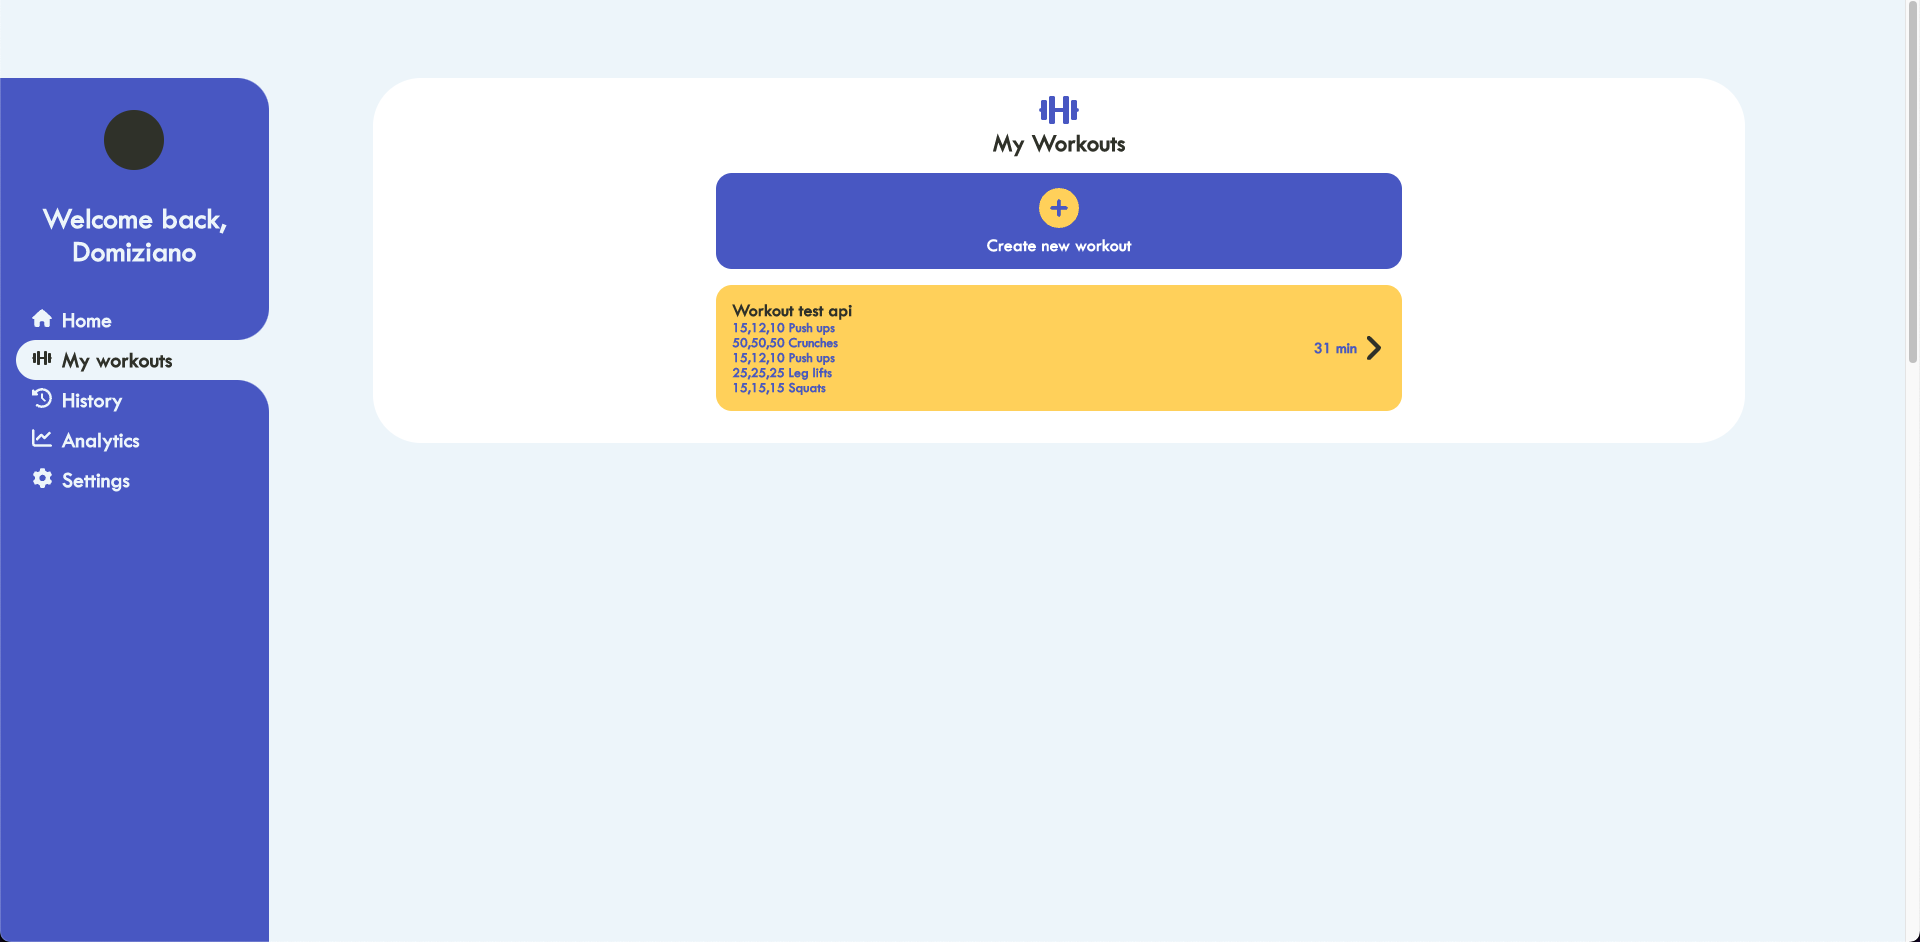 Welcome back,
Domiziano
Home
My workouts
History
Analytics
Settings
My Workouts
Create new workout
Workout test api
15,12,10 Push ups
50,50,50 Crunches
15,12,10 Push ups
25,25,25 Leg lifts
15,15,15 Squats
31 min